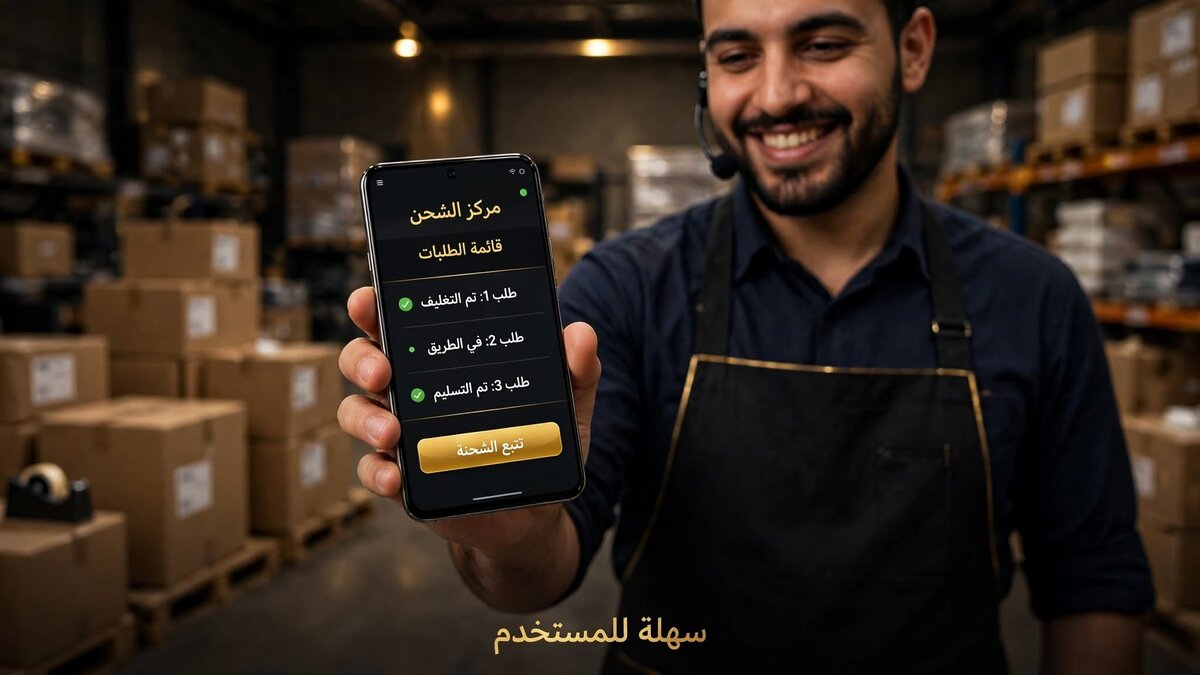 مركز الشحن
قائمة الطلبات
طلب 1: تم التغليف
طلب 2: في الطريق
طلب 3: تم التسليم
تتبع الشحنة
سهلة للمستخدم